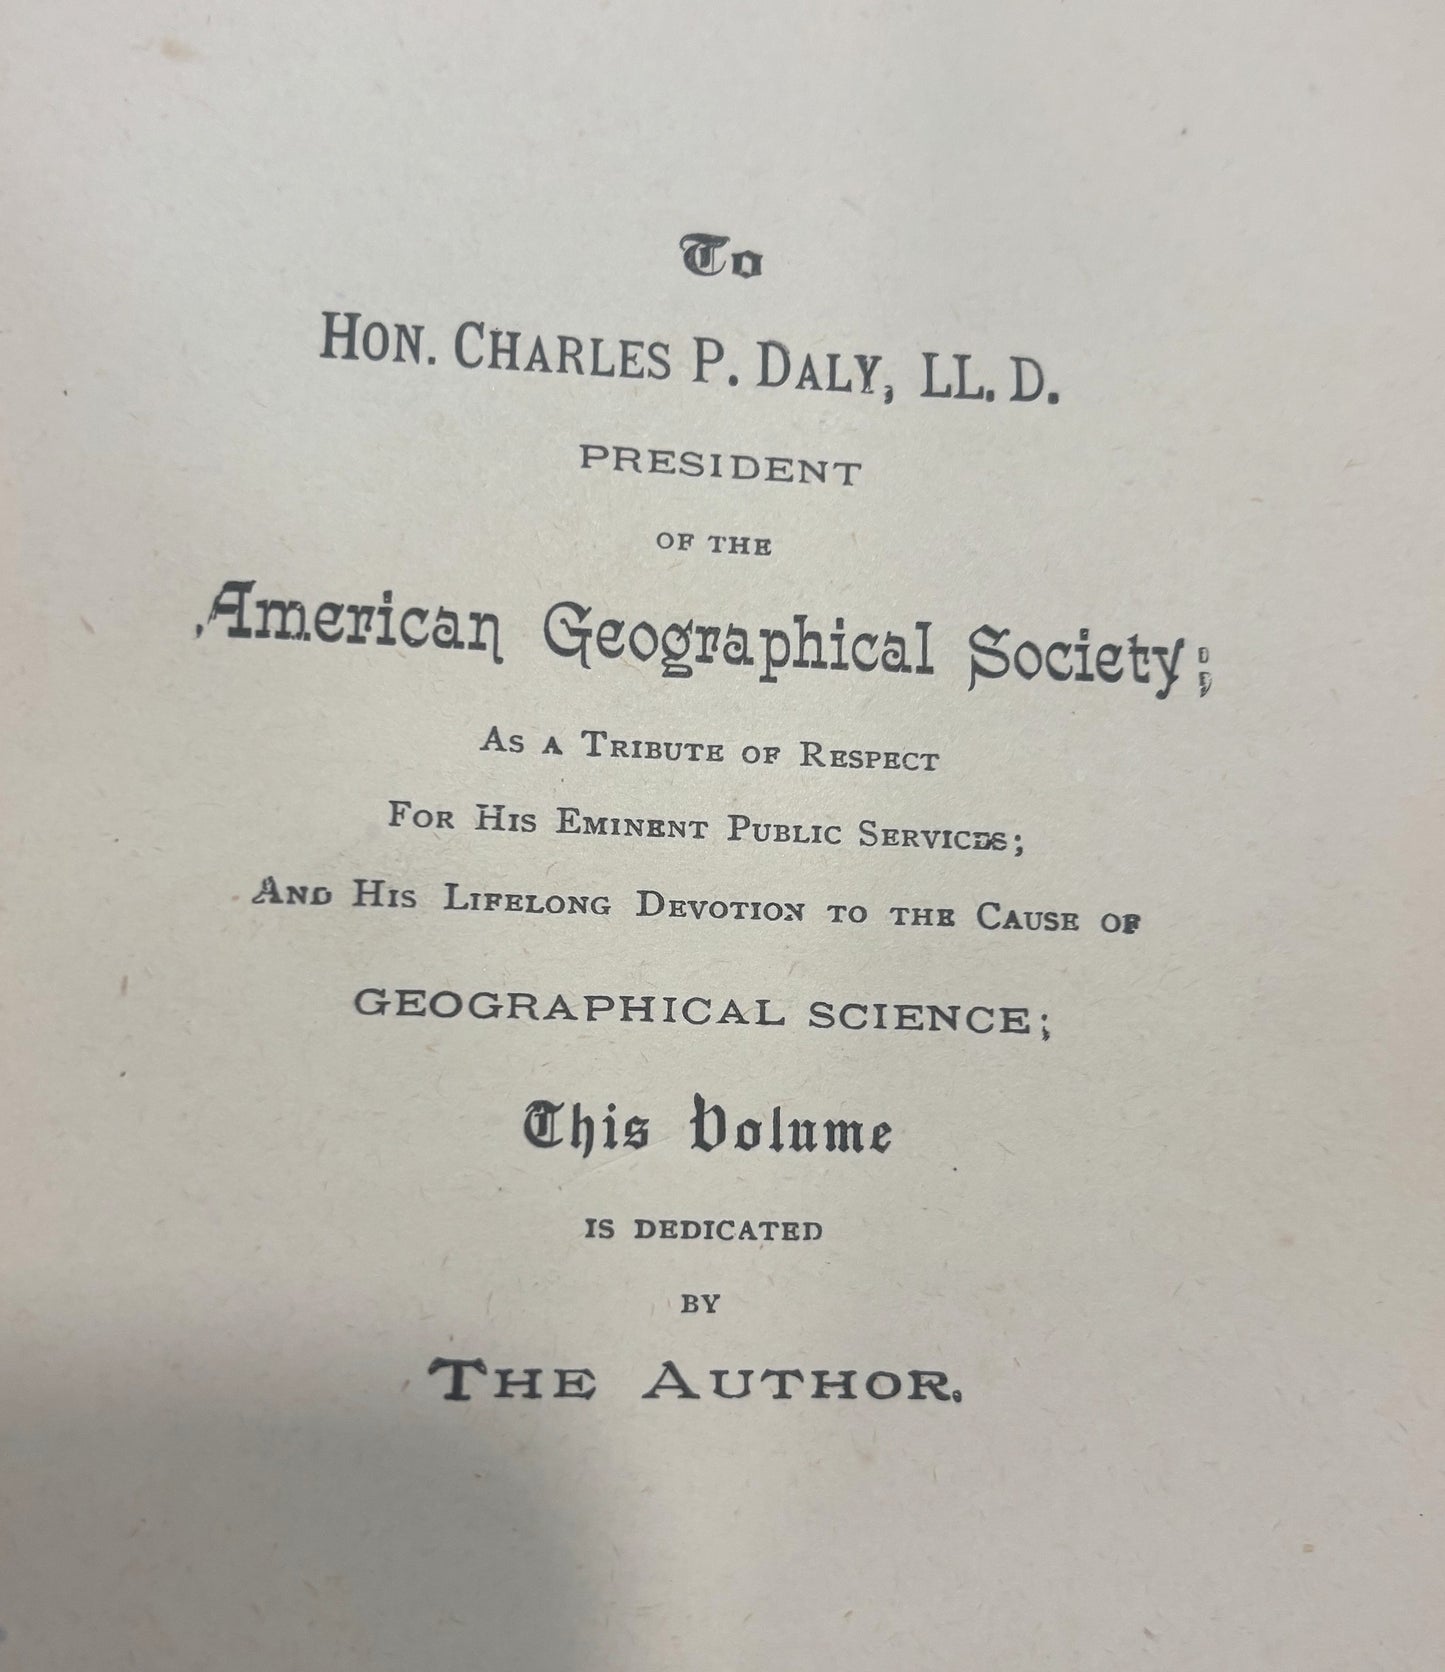 To
HON. CHARLES P. DALY, LL. D.
PRESIDENT
OF THE
American Geographical Society;
AS A TRIBUTE OF RESPECT
FOR HIS EMINENT PUBLIC SERVICES;
AND HIS LIFELONG DEVOTION TO THE CAUSE OF
GEOGRAPHICAL SCIENCE;
This Volume
IS DEDICATED
BY
THE AUTHOR.